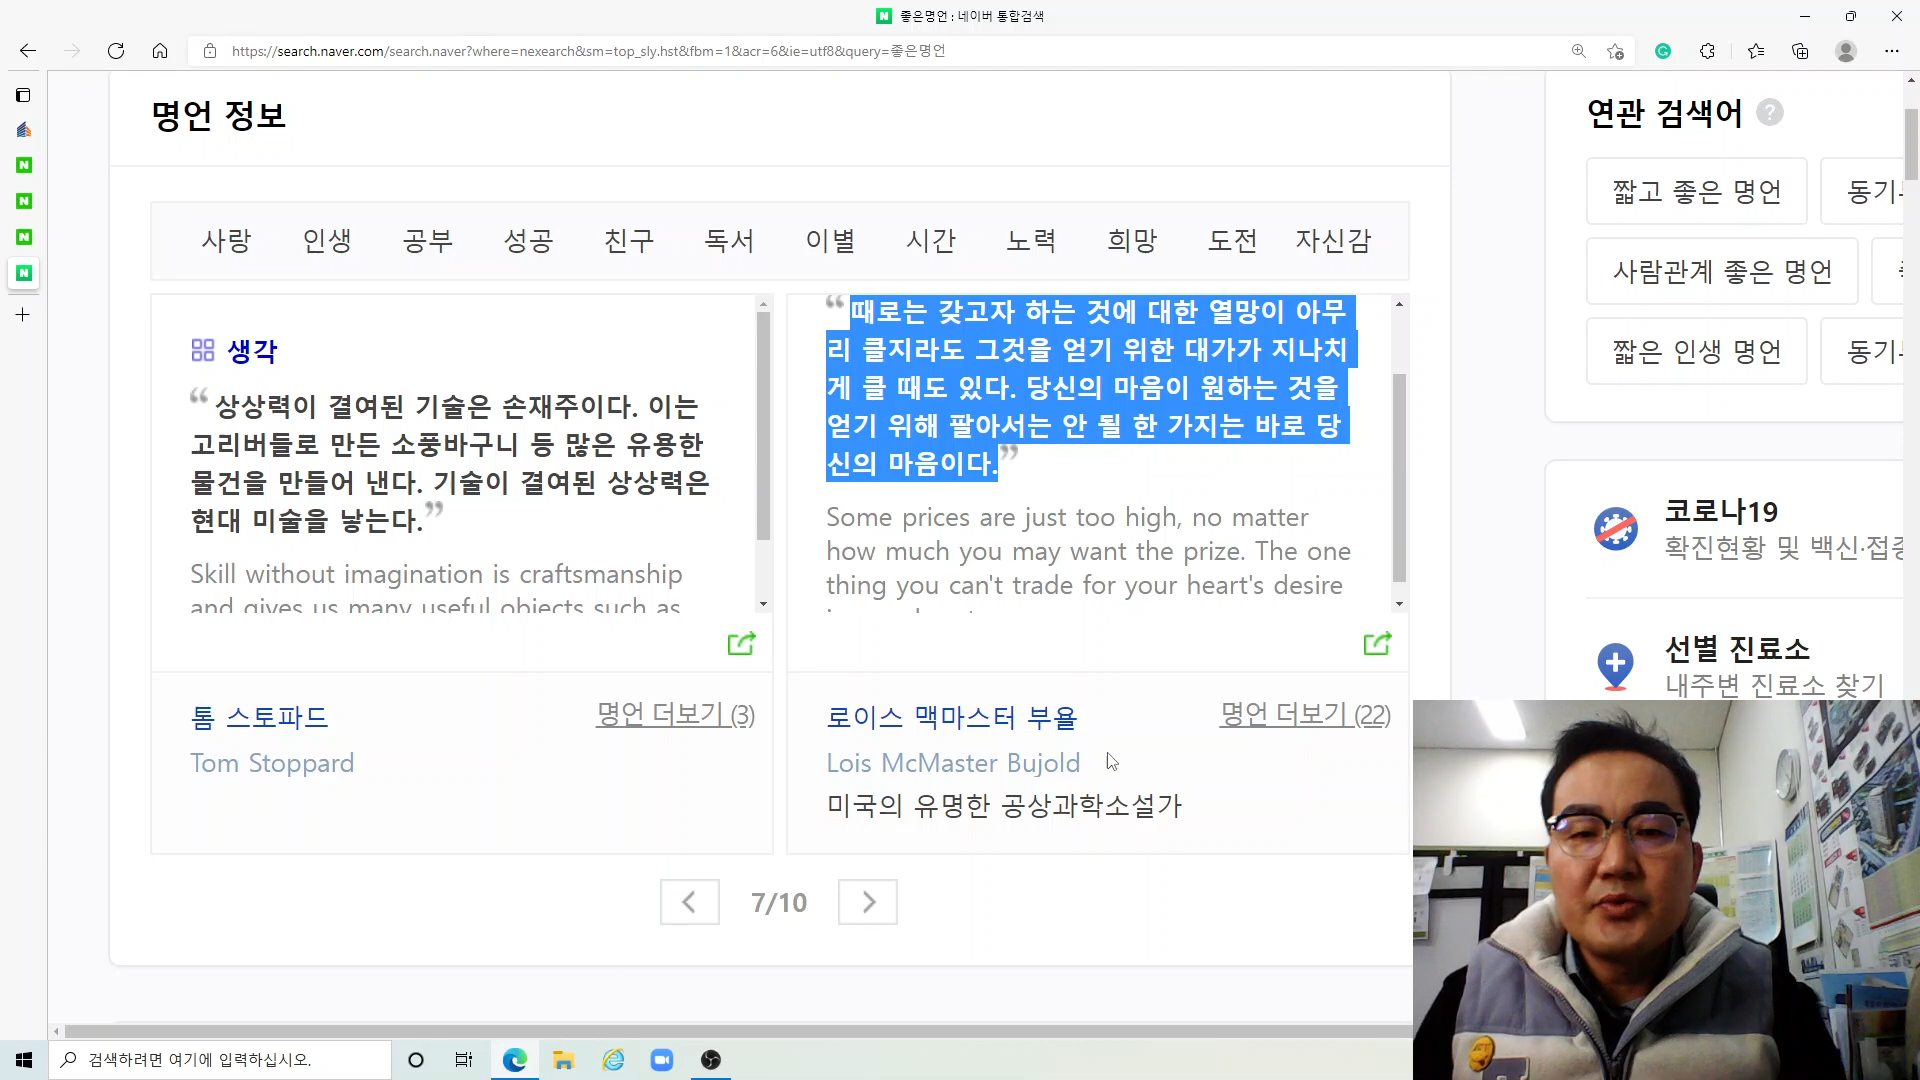 좋은명언 : 네이버 통합검색
https://search.naver.com/search.naver?where=nexearch&sm=top_sly.hst&fbm=1&acr=6&ie=utf8&query=좋은명언
명언 정보
사랑 인생 공부 성공 친구 독서 이별 시간 노력 희망 도전 자신감
생각
“상상력이 결여된 기술은 손재주이다. 이는
고리버들로 만든 소풍바구니 등 많은 유용한
물건을 만들어 낸다. 기술이 결여된 상상력은
현대 미술을 낳는다.”
Skill without imagination is craftsmanship
and gives us many useful objects such as
톰 스토파드
명언 더보기 (3)
Tom Stoppard
“때로는 갖고자 하는 것에 대한 열망이 아무
리 클지라도 그것을 얻기 위한 대가가 지나치
게 클 때도 있다. 당신의 마음이 원하는 것을
얻기 위해 팔아서는 안 될 한 가지는 바로 당
신의 마음이다.”
Some prices are just too high, no matter
how much you may want the prize. The one
thing you can't trade for your heart's desire
로이스 맥마스터 부욜
명언 더보기 (22)
Lois McMaster Bujold
미국의 유명한 공상과학소설가
7/10
연관 검색어 ?
짧고 좋은 명언
사람관계 좋은 명언
짧은 인생 명언
코로나19
확진현황 및 백신·접종
선별 진료소
내주변 진료소 찾기
검색하려면 여기에 입력하십시오.